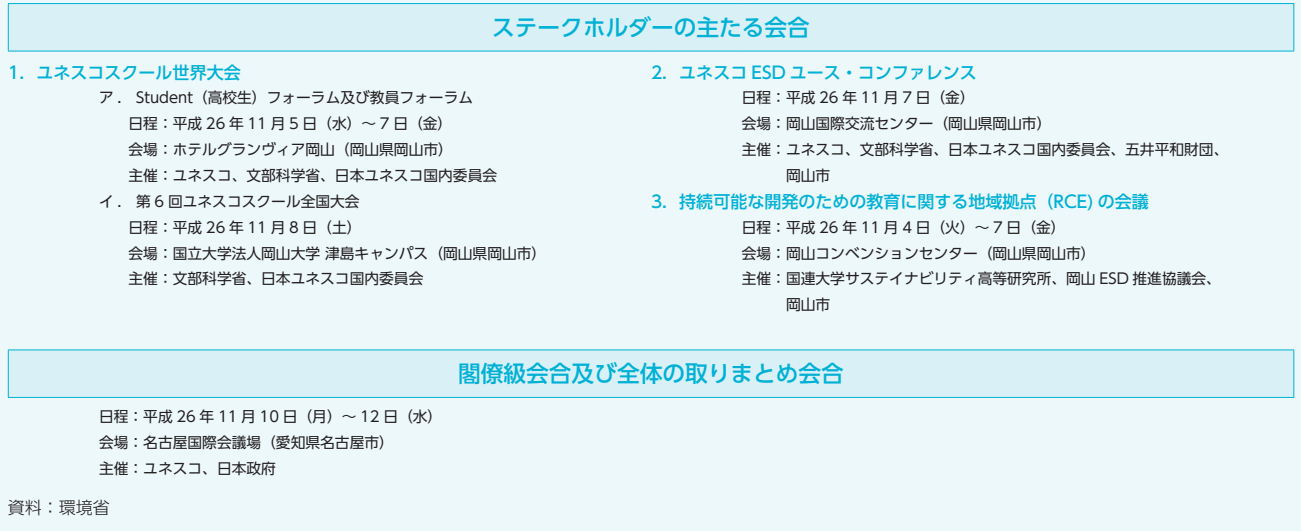 ステークホルダーの主たる会合
1. ユネスコスクール世界大会
ア. Student（高校生）フォーラム及び教員フォーラム
日程：平成 26 年 11 月 5 日（水）～ 7 日（金）
会場：ホテルグランヴィア岡山（岡山県岡山市）
主催：ユネスコ、文部科学省、日本ユネスコ国内委員会
イ. 第 6 回ユネスコスクール全国大会
日程：平成 26 年 11 月 8 日（土）
会場：国立大学法人岡山大学 津島キャンパス（岡山県岡山市）
主催：文部科学省、日本ユネスコ国内委員会
2. ユネスコ ESD ユース・コンファレンス
日程：平成 26 年 11 月 7 日（金）
会場：岡山国際交流センター（岡山県岡山市）
主催：ユネスコ、文部科学省、日本ユネスコ国内委員会、五井平和財団、
岡山市
3. 持続可能な開発のための教育に関する地域拠点（RCE) の会議
日程：平成 26 年 11 月 4 日（火）～ 7 日（金）
会場：岡山コンベンションセンター（岡山県岡山市）
主催：国連大学サステイナビリティ高等研究所、岡山 ESD 推進協議会、
岡山市
閣僚級会合及び全体の取りまとめ会合
日程：平成 26 年 11 月 10 日（月）～ 12 日（水）
会場：名古屋国際会議場（愛知県名古屋市）
主催：ユネスコ、日本政府
資料：環境省